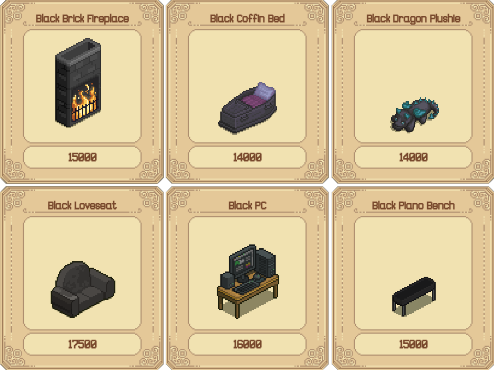 Black Brick Fireplace
15000
Black Coffin Bed
14000
Black Dragon Plushie
14000
Black Loveseat
17500
Black PC
16000
Black Piano Bench
15000